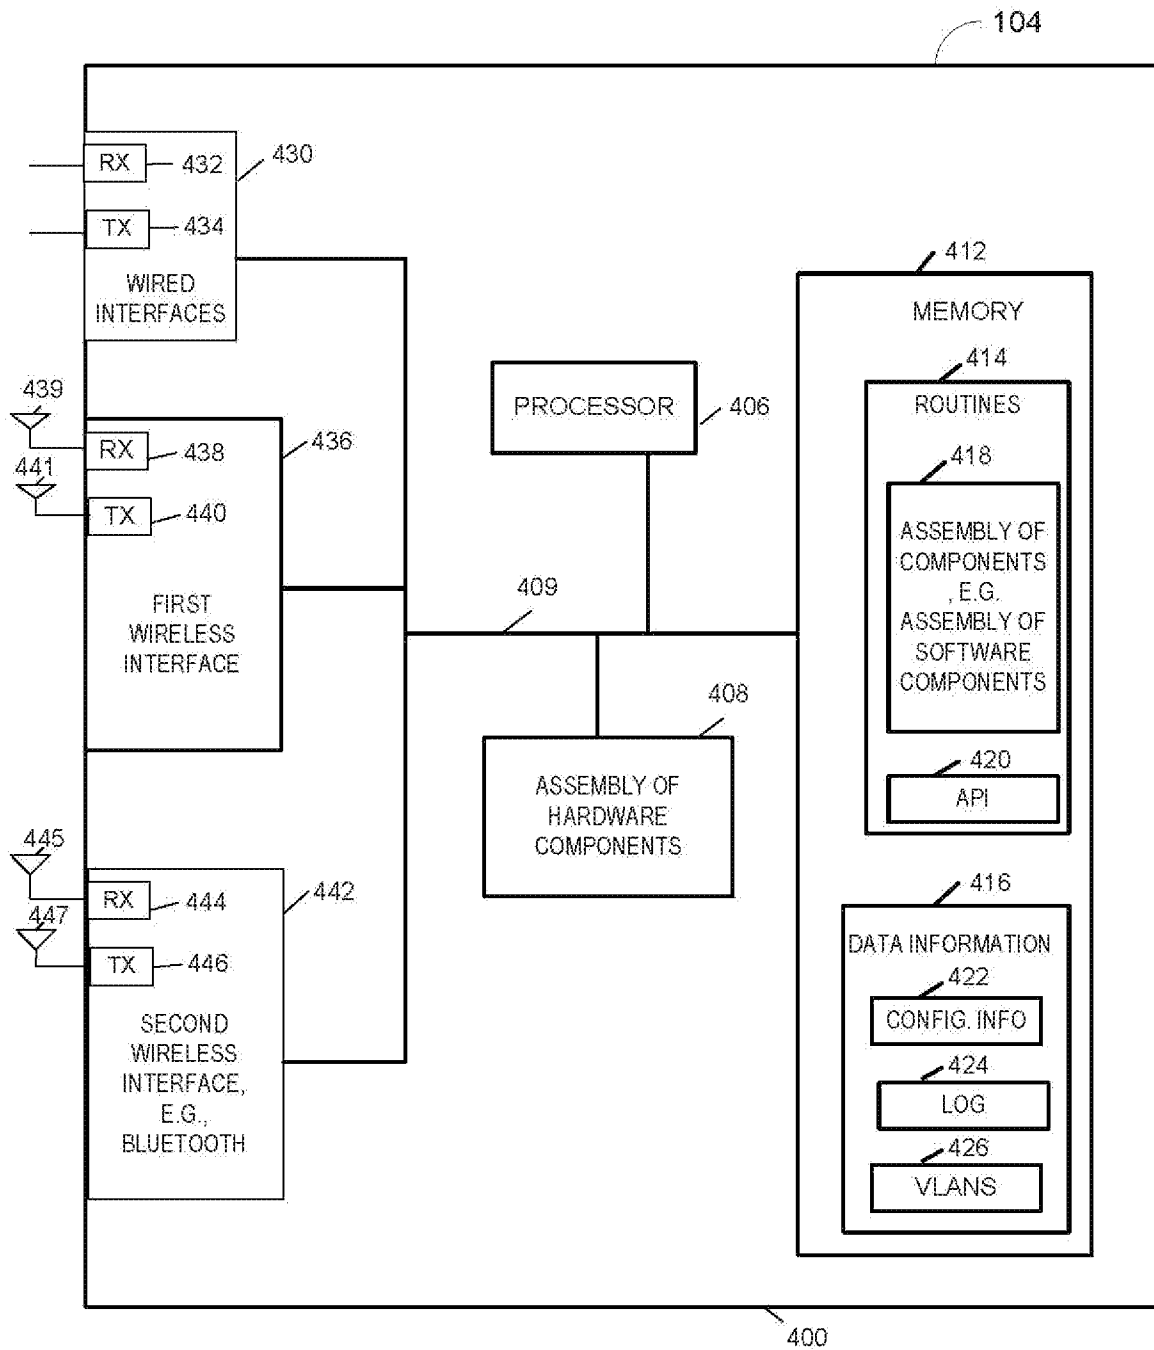 104
RX
432
430
TX
434
WIRED
INTERFACES
439
RX
438
436
441
TX
440
FIRST
WIRELESS
INTERFACE
445
RX
444
442
447
TX
446
SECOND
WIRELESS
INTERFACE,
E.G.,
BLUETOOTH
PROCESSOR
406
409
408
ASSEMBLY OF
HARDWARE
COMPONENTS
412
MEMORY
414
ROUTINES
418
ASSEMBLY OF
COMPONENTS
, E.G.
ASSEMBLY OF
SOFTWARE
COMPONENTS
420
API
416
DATA INFORMATION
422
CONFIG. INFO
424
LOG
426
VLANS
400